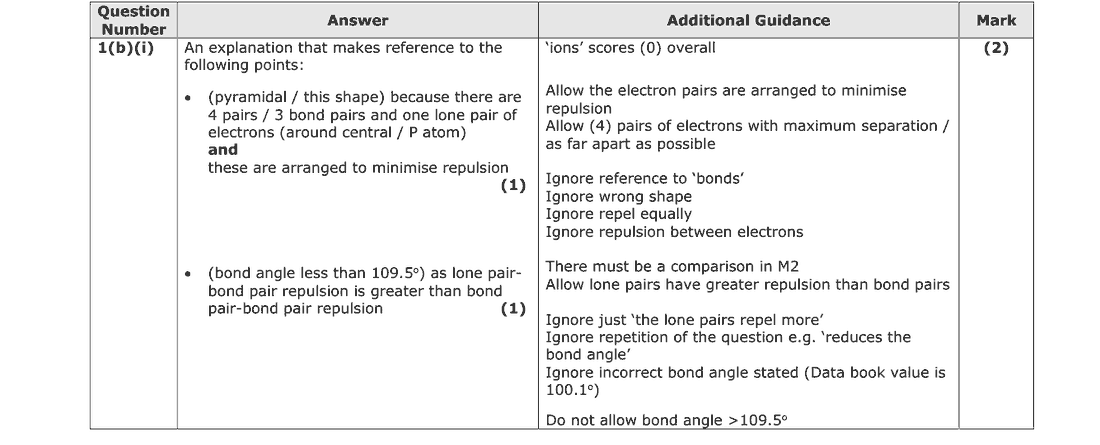 Question Number
Answer
Additional Guidance
Mark
1(b)(i)
An explanation that makes reference to the
following points:
• (pyramidal / this shape) because there are
4 pairs / 3 bond pairs and one lone pair of
electrons (around central / P atom)
and
these are arranged to minimise repulsion
(1)
• (bond angle less than 109.5°) as lone pair-
bond pair repulsion is greater than bond
pair-bond pair repulsion (1)
'ions' scores (0) overall
Allow the electron pairs are arranged to minimise
repulsion
Allow (4) pairs of electrons with maximum separation /
as far apart as possible
Ignore reference to 'bonds'
Ignore wrong shape
Ignore repel equally
Ignore repulsion between electrons
There must be a comparison in M2
Allow lone pairs have greater repulsion than bond pairs
Ignore just 'the lone pairs repel more'
Ignore repetition of the question e.g. 'reduces the
bond angle'
Ignore incorrect bond angle stated (Data book value is
100.1°)
Do not allow bond angle >109.5°
(2)